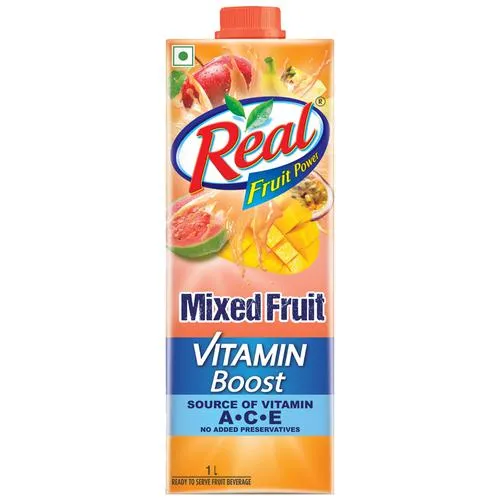 Real®
Fruit Power
Mixed Fruit
VITAMIN
Boost
SOURCE OF VITAMIN
A•C•E
NO ADDED PRESERVATIVES
1 L
READY TO SERVE FRUIT BEVERAGE